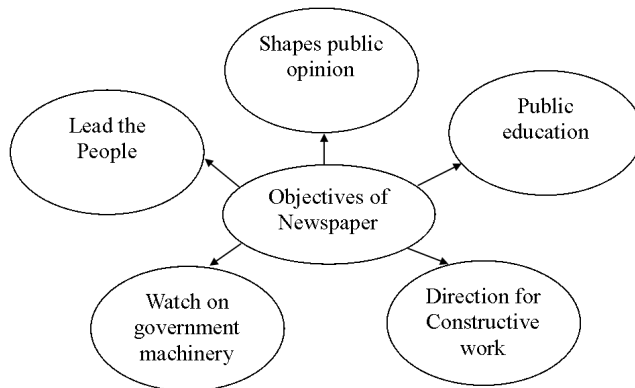 Shapes public
opinion
Lead the
People
Public
education
Objectives of
Newspaper
Watch on
government
machinery
Direction for
Constructive
work